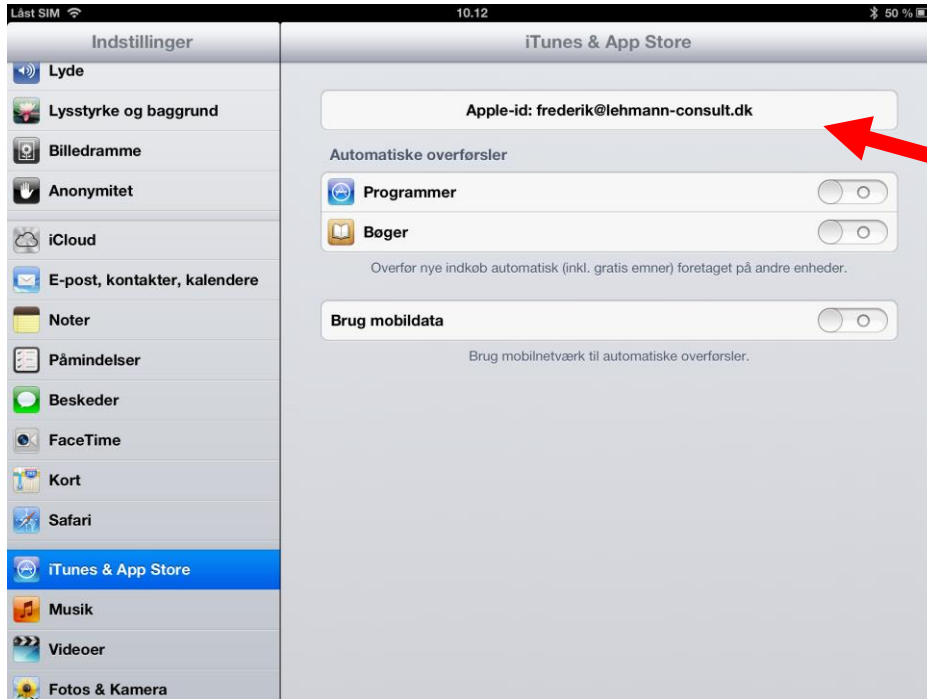 Låst SIM
10.12
50 %
Indstillinger
iTunes & App Store
Lyde
Lysstyrke og baggrund
Billedramme
Anonymitet
iCloud
E-post, kontakter, kalendere
Noter
Påmindelser
Beskeder
FaceTime
Kort
Safari
iTunes & App Store
Musik
Videoer
Fotos & Kamera
Apple-id: frederik@lehmann-consult.dk
Automatiske overførsler
Programmer
Bøger
Overfør nye indkøb automatisk (inkl. gratis emner) foretaget på andre enheder.
Brug mobildata
Brug mobilnetværk til automatiske overførsler.